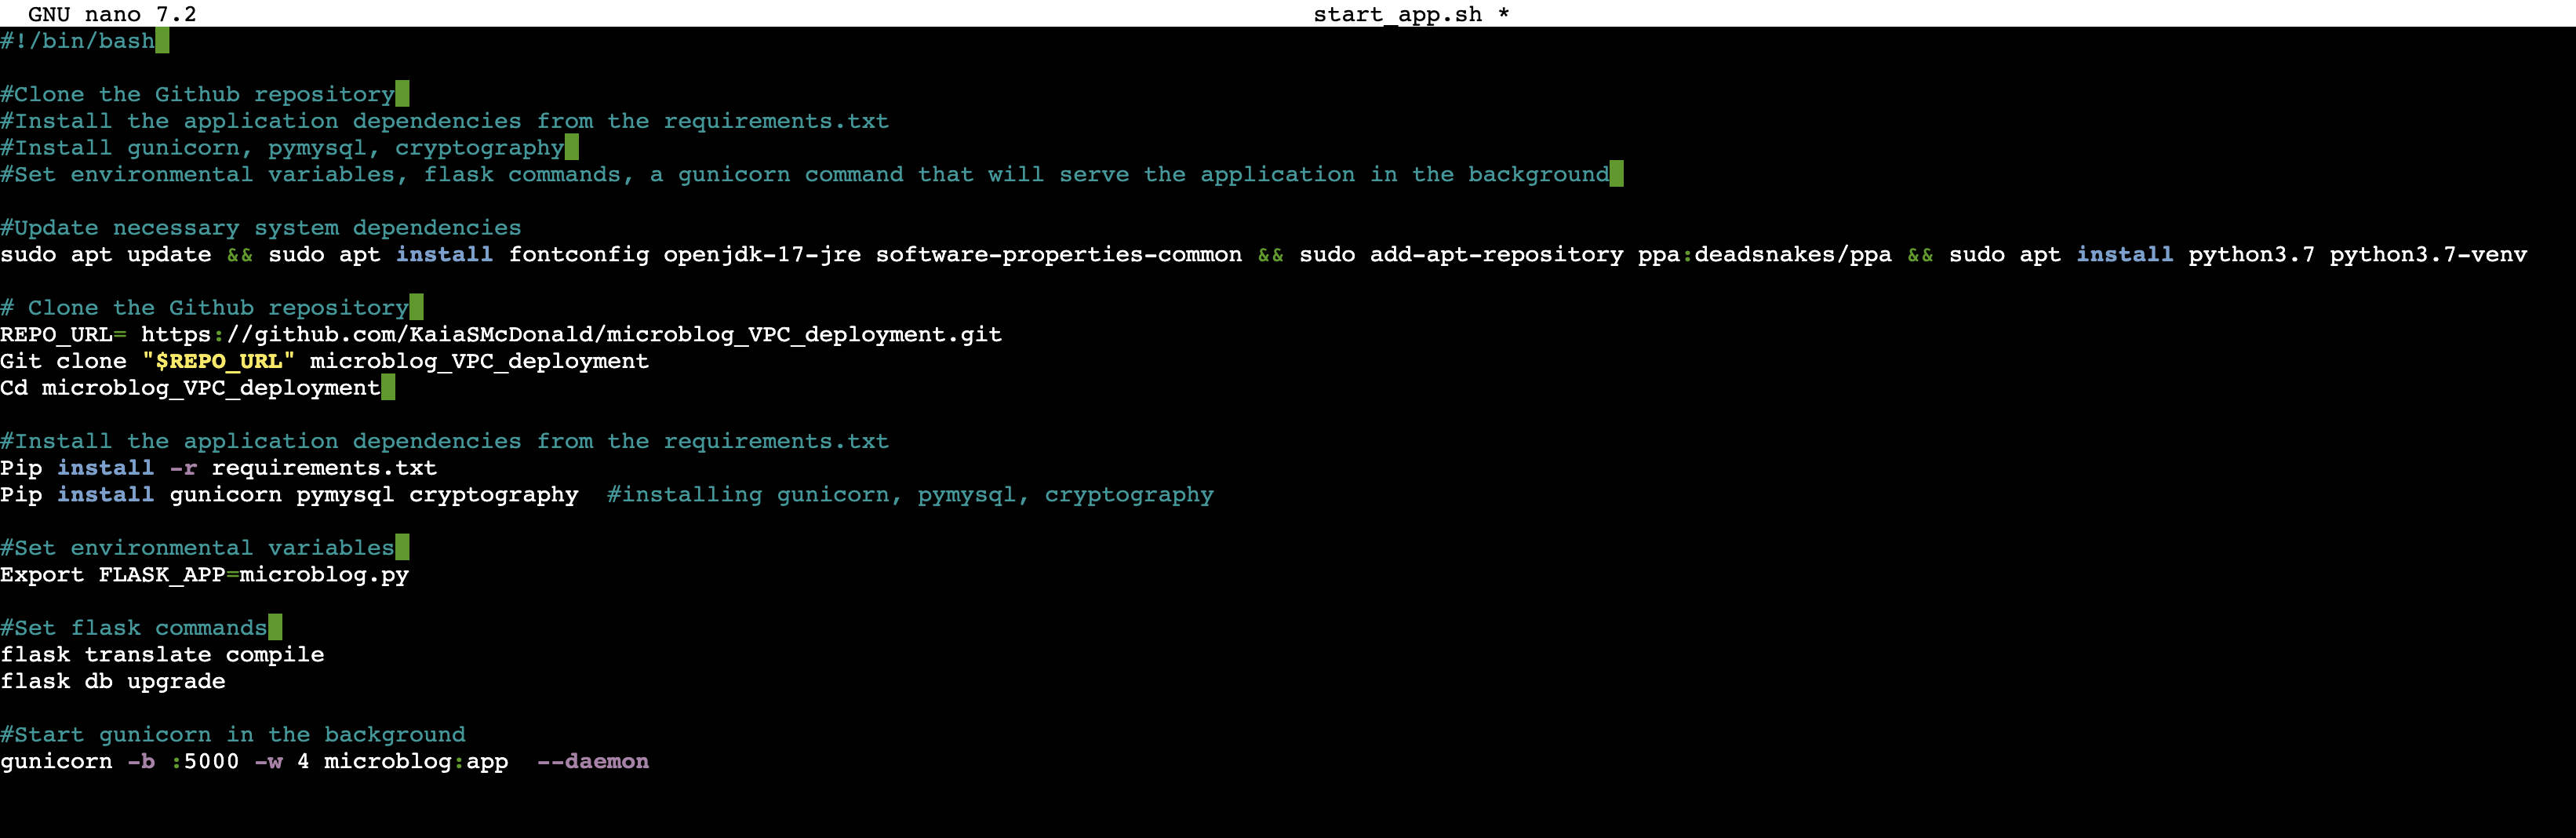 GNU nano 7.2 start_app.sh *
#!/bin/bash
#Clone the Github repository
#Install the application dependencies from the requirements.txt
#Install gunicorn, pymysql, cryptography
#Set environmental variables, flask commands, a gunicorn command that will serve the application in the background
#Update necessary system dependencies
sudo apt update && sudo apt install fontconfig openjdk-17-jre software-properties-common && sudo add-apt-repository ppa:deadsnakes/ppa && sudo apt install python3.7 python3.7-venv
# Clone the Github repository
REPO_URL= https://github.com/KaiaSMcDonald/microblog_VPC_deployment.git
Git clone "$REPO_URL" microblog_VPC_deployment
Cd microblog_VPC_deployment
#Install the application dependencies from the requirements.txt
Pip install -r requirements.txt
Pip install gunicorn pymysql cryptography  #installing gunicorn, pymysql, cryptography
#Set environmental variables
Export FLASK_APP=microblog.py
#Set flask commands
flask translate compile
flask db upgrade
#Start gunicorn in the background
gunicorn -b :5000 -w 4 microblog:app  --daemon